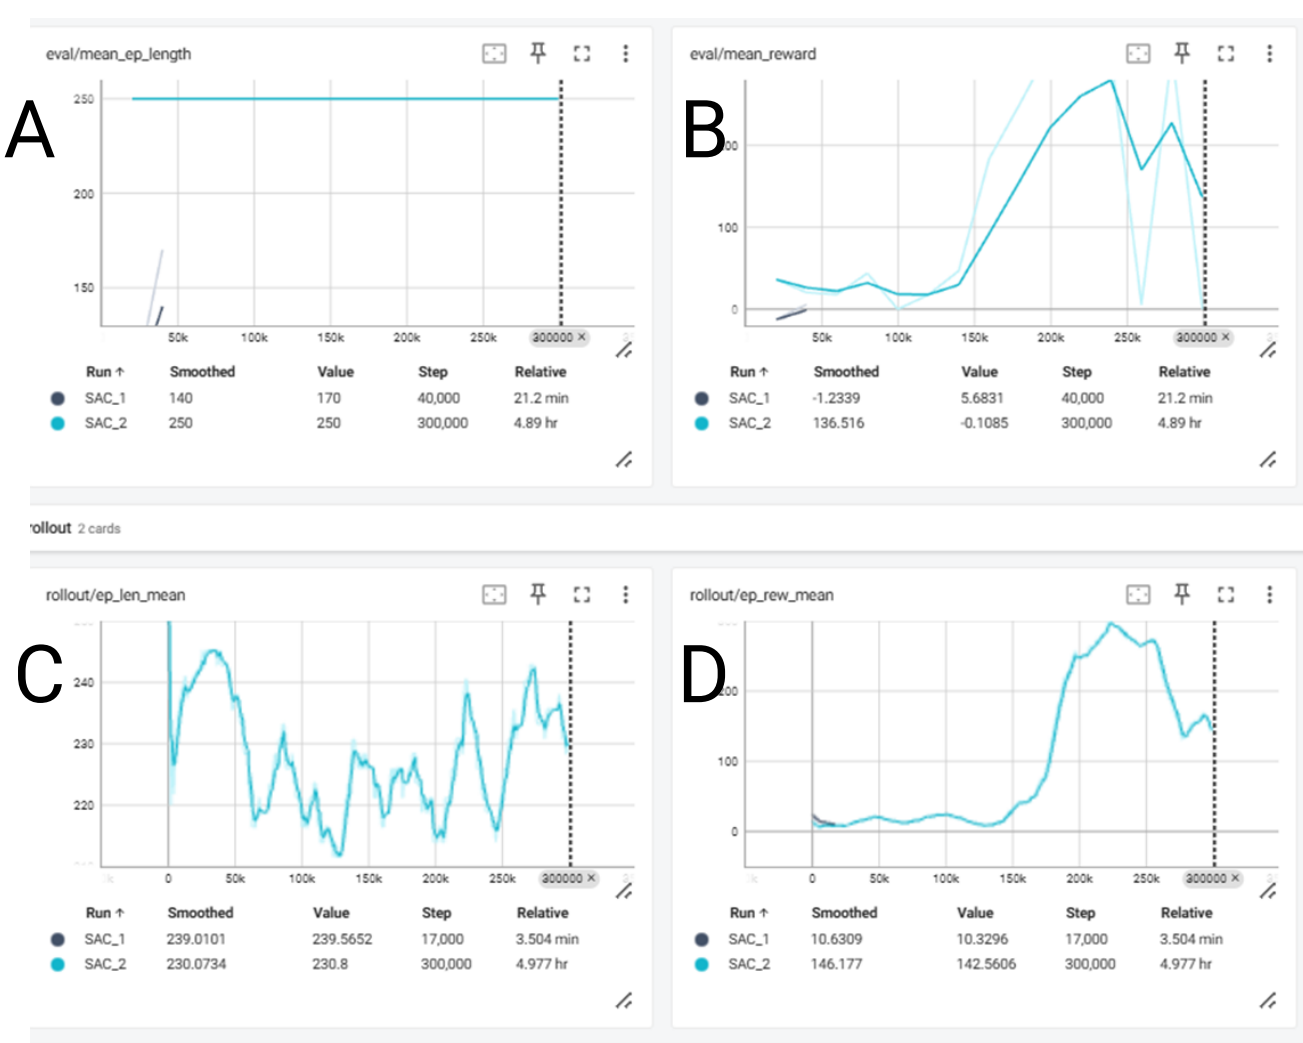 eval/mean_ep_length
A
250
200
150
50k 100k 150k 200k 250k 300000 ×
Run ↑ Smoothed Value Step Relative
SAC_1 140 170 40,000 21.2 min
SAC_2 250 250 300,000 4.89 hr
eval/mean_reward
B
100
0
50k 100k 150k 200k 250k 300000 ×
Run ↑ Smoothed Value Step Relative
SAC_1 -1.2339 5.6831 40,000 21.2 min
SAC_2 136.516 -0.1085 300,000 4.89 hr
rollout 2 cards
rollout/ep_len_mean
C
240
230
220
0 50k 100k 150k 200k 250k 300000 ×
Run ↑ Smoothed Value Step Relative
SAC_1 239.0101 239.5652 17,000 3.504 min
SAC_2 230.0734 230.8 300,000 4.977 hr
rollout/ep_rew_mean
D
200
100
0
0 50k 100k 150k 200k 250k 300000 ×
Run ↑ Smoothed Value Step Relative
SAC_1 10.6309 10.3296 17,000 3.504 min
SAC_2 146.177 142.5606 300,000 4.977 hr